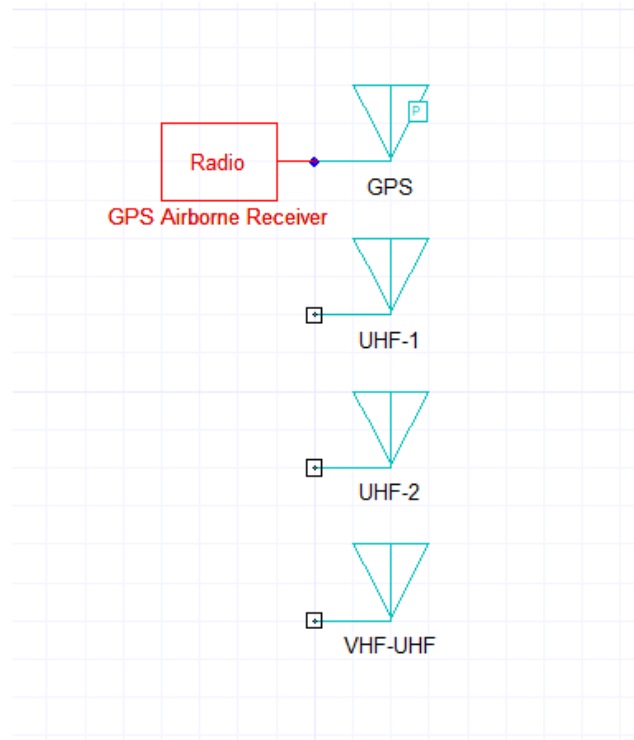 P
Radio
GPS
GPS Airborne Receiver
UHF-1
UHF-2
VHF-UHF